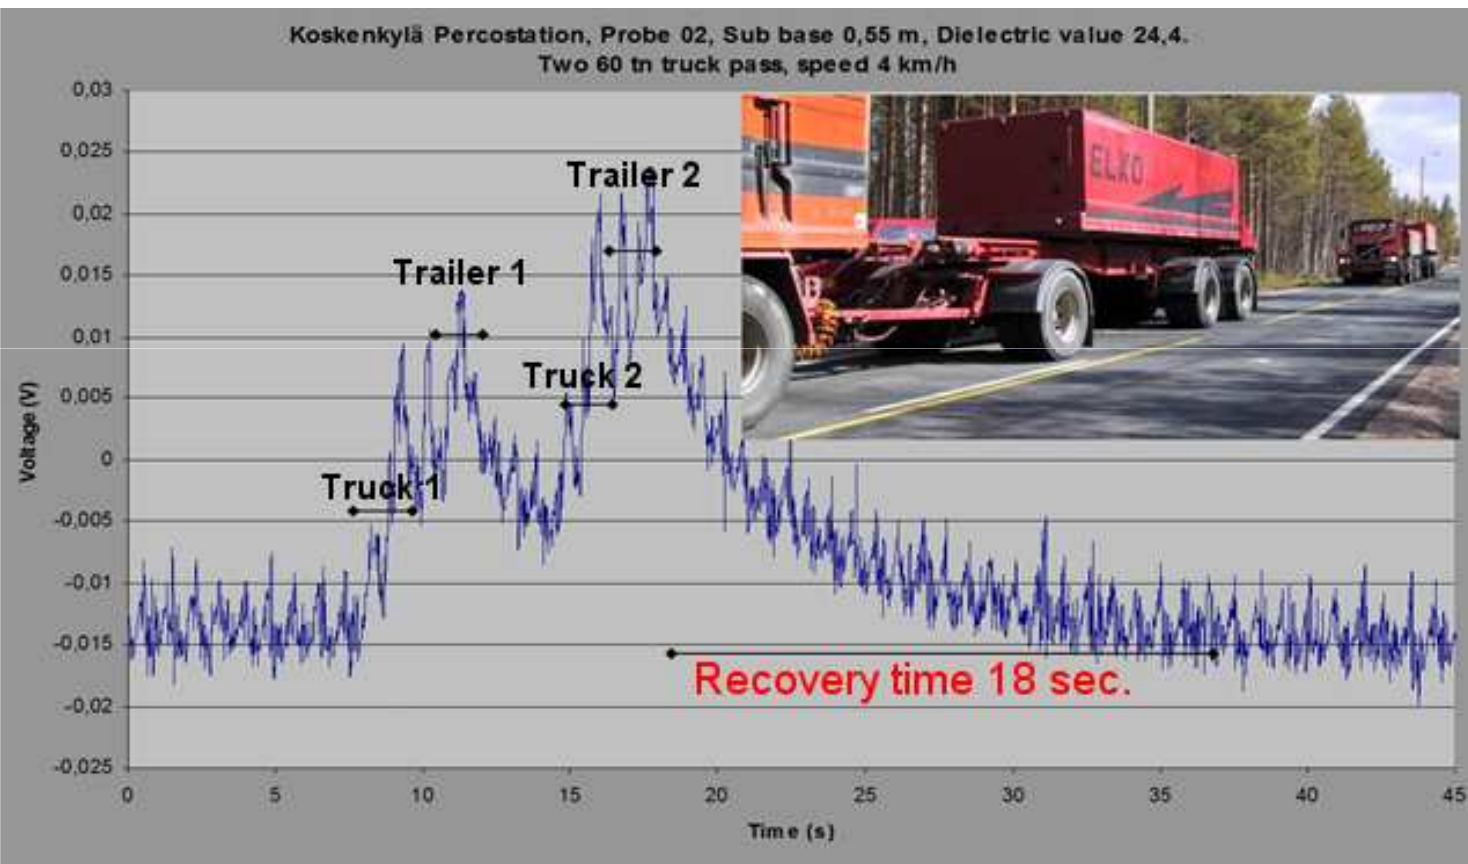 Koskenkylä Percostation, Probe 02, Sub base 0,55 m, Dielectric value 24,4.
Two 60 tn truck pass, speed 4 km/h
0,03
0,025
0,02
0,015
0,01
0,005
0
-0,005
-0,01
-0,015
-0,02
-0,025
Voltage (V)
Trailer 2
Trailer 1
Truck 2
Truck 1
ELKO
Recovery time 18 sec.
0 5 10 15 20 25 30 35 40 45
Time (s)